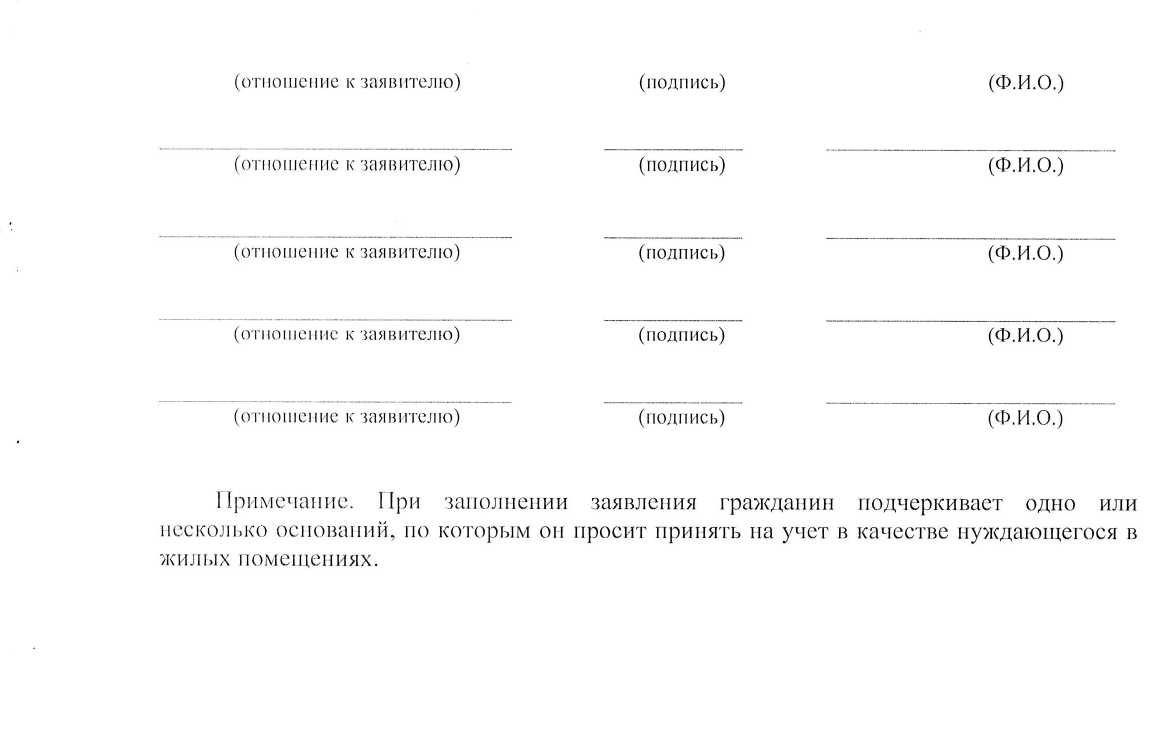 (отношение к заявителю) (подпись) (Ф.И.О.)
(отношение к заявителю) (подпись) (Ф.И.О.)
(отношение к заявителю) (подпись) (Ф.И.О.)
(отношение к заявителю) (подпись) (Ф.И.О.)
(отношение к заявителю) (подпись) (Ф.И.О.)
Примечание. При заполнении заявления гражданин подчеркивает одно или
несколько оснований, по которым он просит принять на учет в качестве нуждающегося в
жилых помещениях.